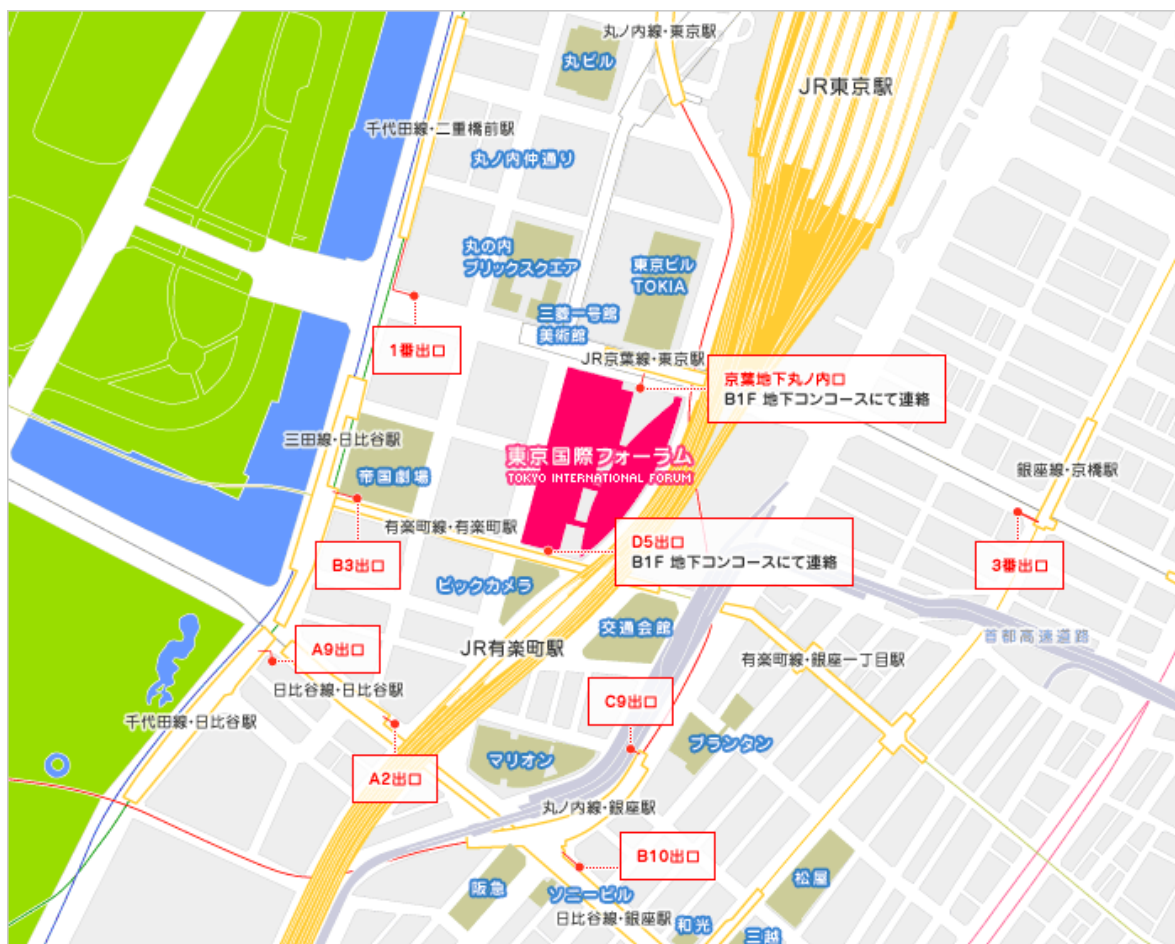 丸ノ内線・東京駅
丸ビル
JR東京駅
千代田線・二重橋前駅
丸ノ内仲通り
丸の内
ブリックスクエア
東京ビル
TOKIA
三菱一号館
美術館
1番出口
JR京葉線・東京駅
京葉地下丸ノ内口
B1F 地下コンコースにて連絡
三田線・日比谷駅
帝国劇場
東京国際フォーラム
TOKYO INTERNATIONAL FORUM
銀座線・京橋駅
有楽町線・有楽町駅
D5出口
B1F 地下コンコースにて連絡
B3出口
3番出口
ビックカメラ
交通会館
首都高速道路
A9出口
JR有楽町駅
有楽町線・銀座一丁目駅
日比谷線・日比谷駅
C9出口
千代田線・日比谷駅
プランタン
マリオン
A2出口
丸ノ内線・銀座駅
B10出口
阪急
ソニービル
松屋
日比谷線・銀座駅
和光
三越